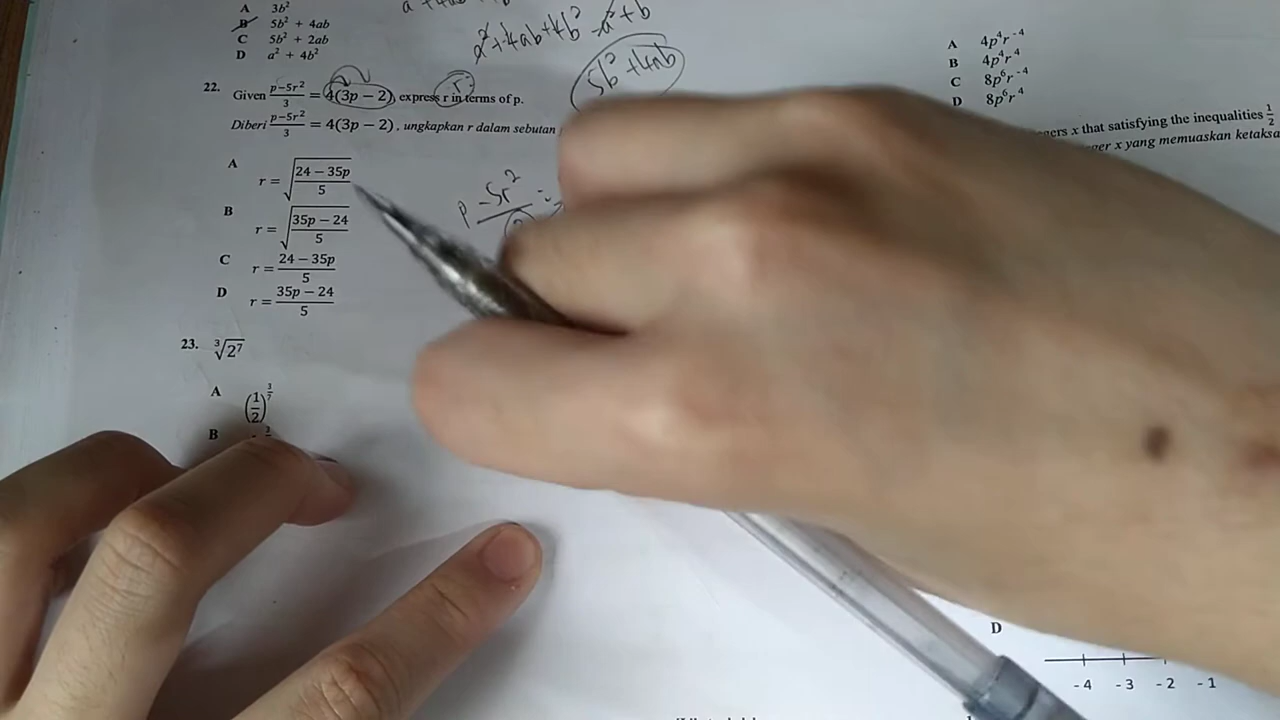 A 3b²
B 5b² + 4ab
C 5b² + 2ab
D a² + 4b²
a²+4ab+4b² -a²+b
5b²+4ab
22. Given (p−5r²)/3 = 4(3p − 2), express r in terms of p.
Diberi (p−5r²)/3 = 4(3p − 2), ungkapkan r dalam sebutan
A r = √((24 − 35p)/5)
B r = √((35p − 24)/5)
C r = (24 − 35p)/5
D r = (35p − 24)/5
p-5r²
23. ³√2⁷
A (1/2)^(3/7)
B
A 4p⁴r⁻⁴
B 4p⁴r⁴
C 8p⁶r⁻⁴
D 8p⁶r⁴
x that satisfying the inequalities 1/2
x yang memuaskan ketaksa
D
-4 -3 -2 -1